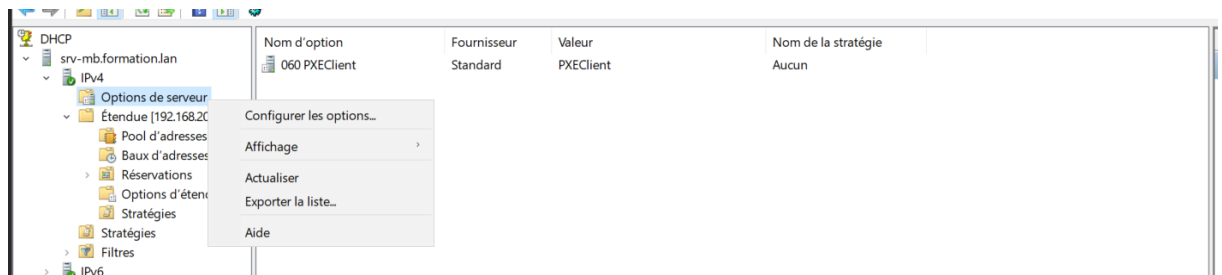 DHCP
srv-mb.formation.lan
IPv4
Options de serveur
Étendue [192.168.20
Pool d'adresses
Baux d'adresses
Réservations
Options d'éten
Stratégies
Stratégies
Filtres
IPv6
Nom d'option Fournisseur Valeur Nom de la stratégie
060 PXEClient Standard PXEClient Aucun
Configurer les options...
Affichage
Actualiser
Exporter la liste...
Aide